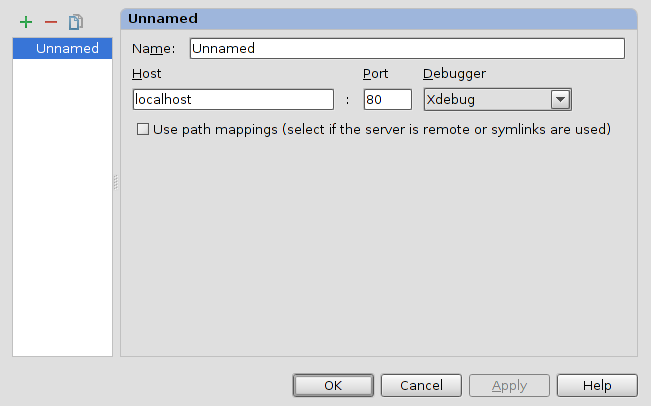 Unnamed
Unnamed
Name: Unnamed
Host Port Debugger
localhost : 80 Xdebug
Use path mappings (select if the server is remote or symlinks are used)
OK Cancel Apply Help